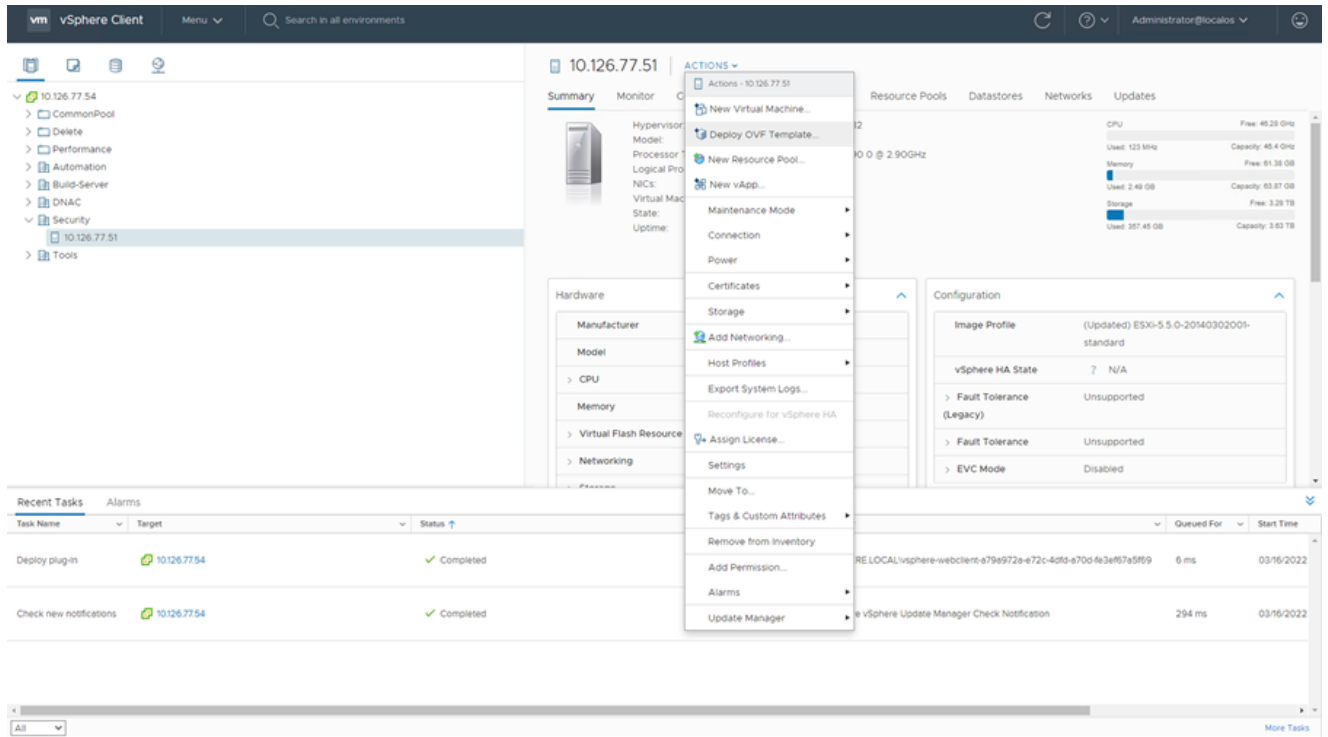 vm vSphere Client Menu Search in all environments Administrator@localos
10.126.77.54
CommonPool
Delete
Performance
Automation
Build-Server
DNAC
Security
10.126.77.51
Tools
10.126.77.51 ACTIONS
Summary Monitor C Resource Pools Datastores Networks Updates
Hypervisor:
Model:
Processor T 90 0 @ 2.90GHz
Logical Pro
NICs:
Virtual Mac
State:
Uptime:
CPU Free: 46.28 GHz
Used: 123 MHz Capacity: 46.4 GHz
Memory Free: 61.38 GB
Used: 2.49 GB Capacity: 63.87 GB
Storage Free: 3.29 TB
Used: 357.45 GB Capacity: 3.63 TB
Actions - 10.126.77.51
New Virtual Machine...
Deploy OVF Template...
New Resource Pool...
New vApp...
Maintenance Mode
Connection
Power
Certificates
Storage
Add Networking...
Host Profiles
Export System Logs...
Reconfigure for vSphere HA
Assign License...
Settings
Move To...
Tags & Custom Attributes
Remove from Inventory
Add Permission...
Alarms
Update Manager
Hardware
Manufacturer
Model
CPU
Memory
Virtual Flash Resource
Networking
Storage
Configuration
Image Profile (Updated) ESXi-5.5.0-20140302001-
standard
vSphere HA State ? N/A
Fault Tolerance Unsupported
(Legacy)
Fault Tolerance Unsupported
EVC Mode Disabled
Recent Tasks Alarms
Task Name Target Status Queued For Start Time
Deploy plug-in 10.126.77.54 Completed RE.LOCAL\vsphere-webclient-a79a972a-e72c-4dfd-a70d-fe3ef67a5f69 6 ms 03/16/2022
Check new notifications 10.126.77.54 Completed e vSphere Update Manager Check Notification 294 ms 03/16/2022
All More Tasks